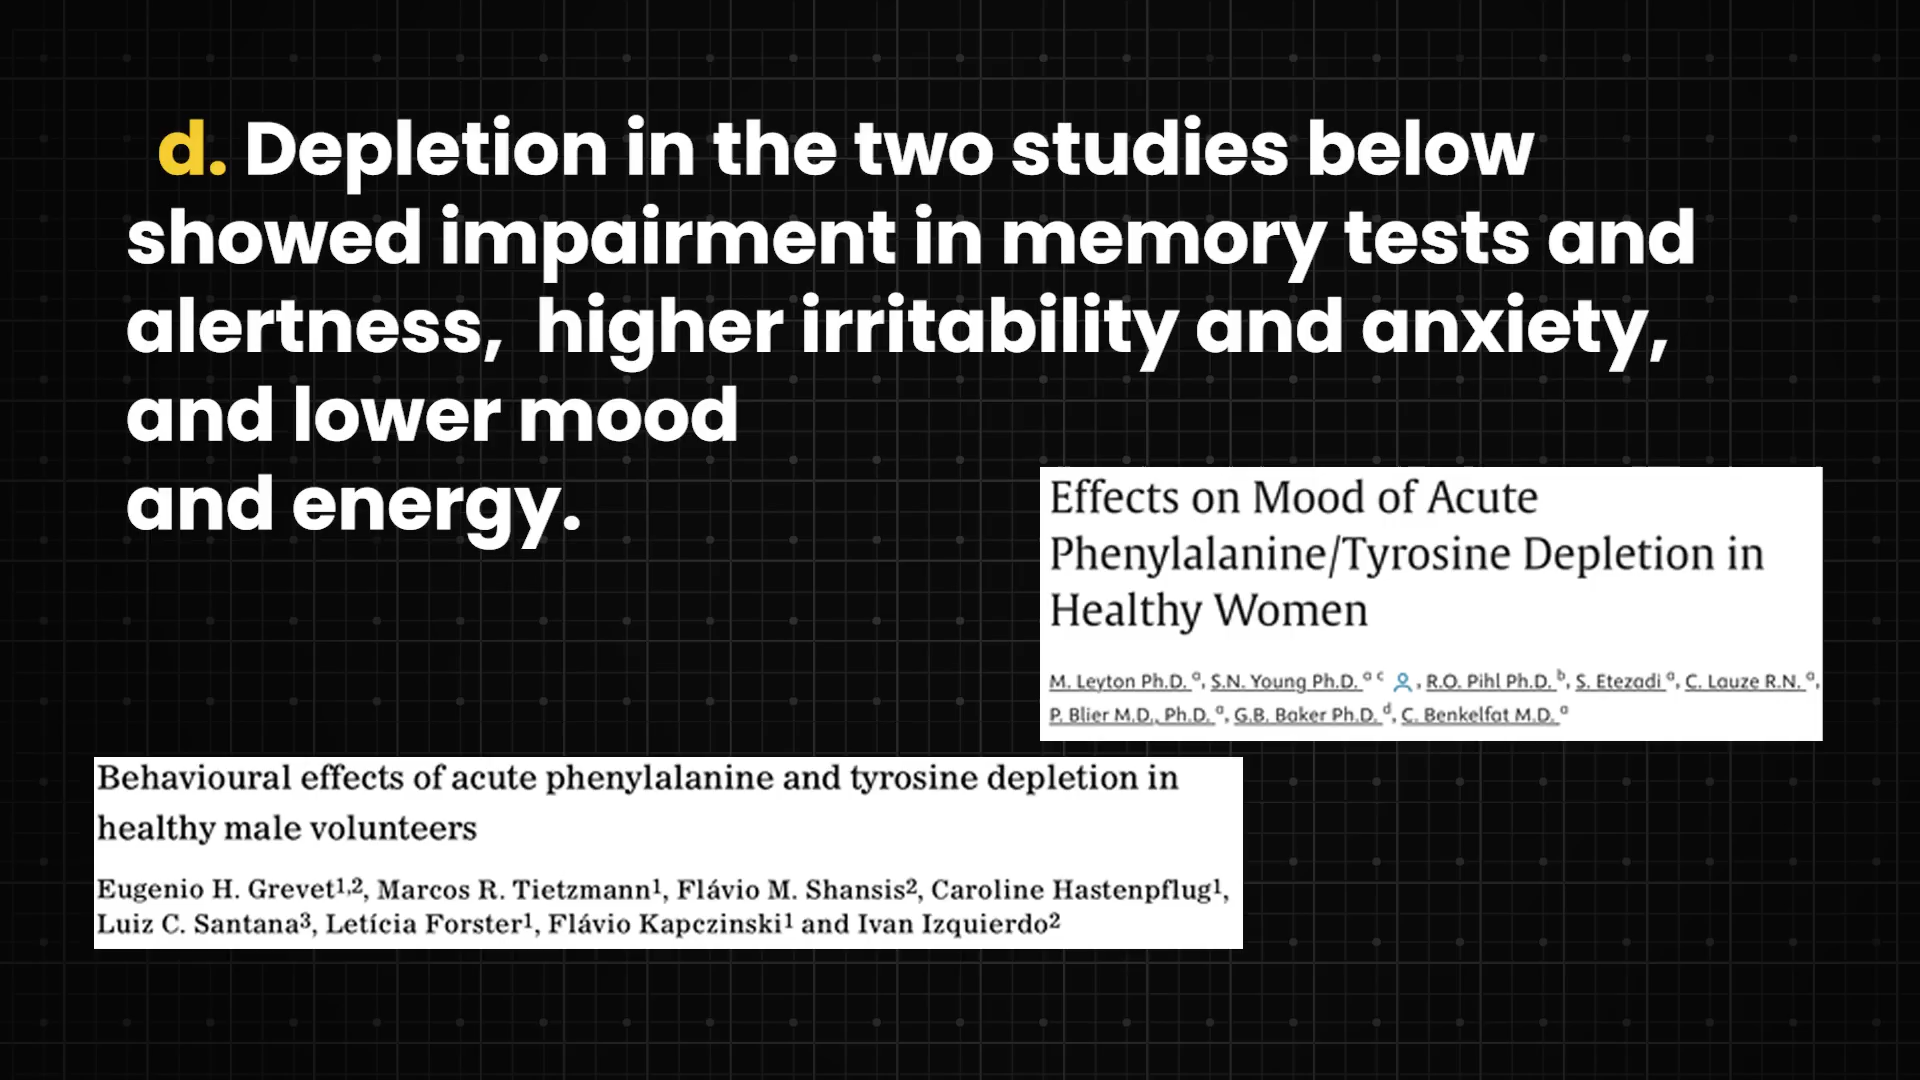 d. Depletion in the two studies below
showed impairment in memory tests and
alertness, higher irritability and anxiety,
and lower mood
and energy.
Effects on Mood of Acute
Phenylalanine/Tyrosine Depletion in
Healthy Women
M. Leyton Ph.D. a, S.N. Young Ph.D. a c, R.O. Pihl Ph.D. b, S. Etezadi a, C. Lauze R.N. a,
P. Blier M.D., Ph.D. a, G.B. Baker Ph.D. d, C. Benkelfat M.D. a
Behavioural effects of acute phenylalanine and tyrosine depletion in
healthy male volunteers
Eugenio H. Grevet1,2, Marcos R. Tietzmann1, Flávio M. Shansis2, Caroline Hastenpflug1,
Luiz C. Santana3, Letícia Forster1, Flávio Kapczinski1 and Ivan Izquierdo2